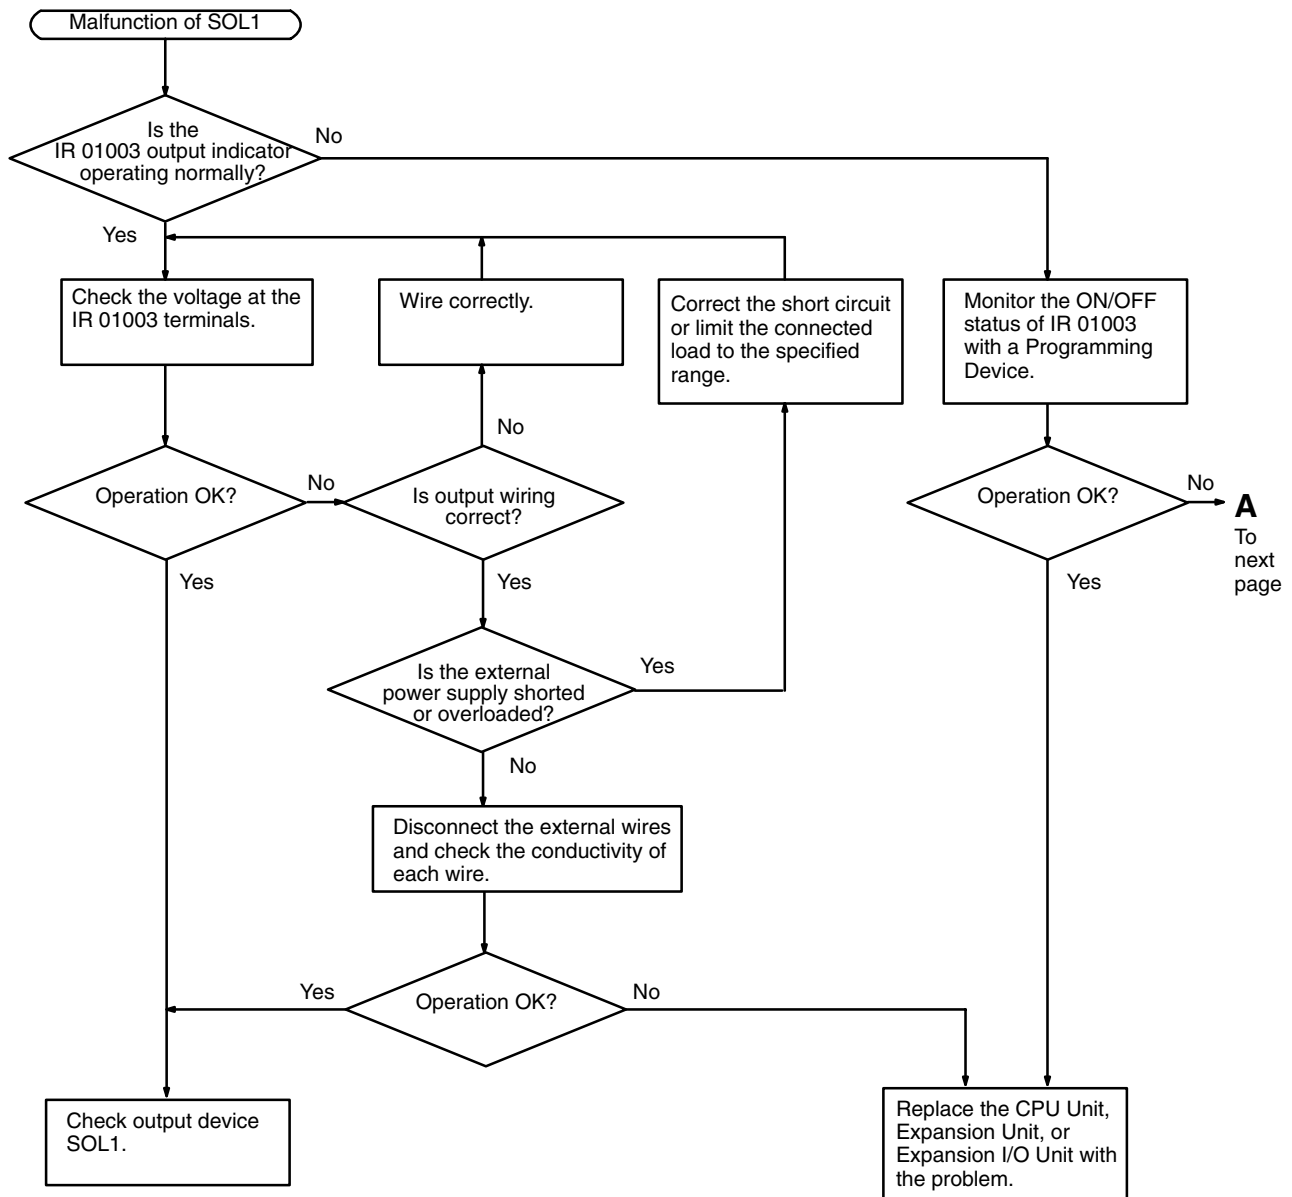 Malfunction of SOL1
Is the
IR 01003 output indicator
operating normally?
No
Yes
Check the voltage at the
IR 01003 terminals.
Wire correctly.
Correct the short circuit
or limit the connected
load to the specified
range.
Monitor the ON/OFF
status of IR 01003
with a Programming
Device.
No
Operation OK?
No
Is output wiring
correct?
Operation OK?
No
A
To
next
page
Yes
Yes
Yes
Is the external
power supply shorted
or overloaded?
Yes
No
Disconnect the external wires
and check the conductivity of
each wire.
Yes
Operation OK?
No
Check output device
SOL1.
Replace the CPU Unit,
Expansion Unit, or
Expansion I/O Unit with
the problem.